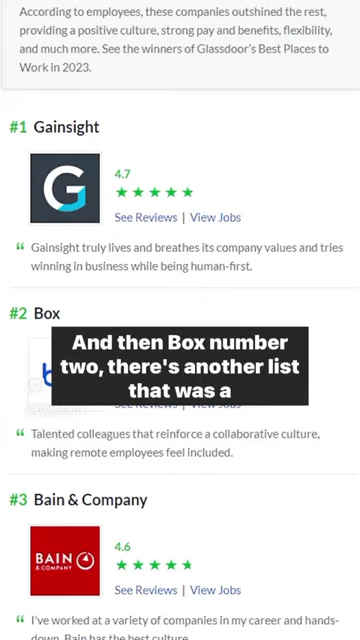 According to employees, these companies outshined the rest,
providing a positive culture, strong pay and benefits, flexibility,
and much more. See the winners of Glassdoor's Best Places to
Work in 2023.
#1 Gainsight
G
4.7
See Reviews | View Jobs
“ Gainsight truly lives and breathes its company values and tries
winning in business while being human-first.
#2 Box
And then Box number
two, there's another list
that was a
See Reviews | View Jobs
“ Talented colleagues that reinforce a collaborative culture,
making remote employees feel included.
#3 Bain & Company
BAIN
& COMPANY
4.6
See Reviews | View Jobs
“ I've worked at a variety of companies in my career and hands-
down, Bain has the best culture